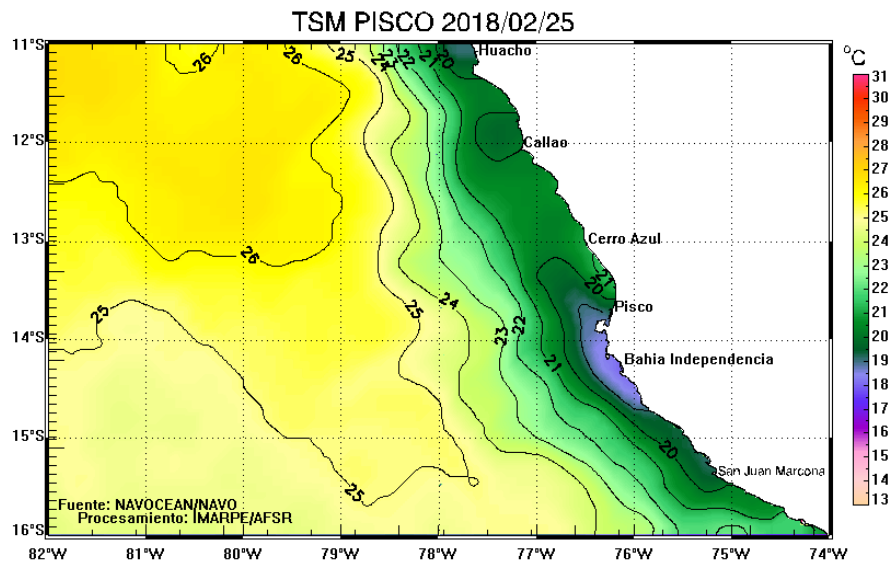 TSM PISCO 2018/02/25
11°S
12°S
13°S
14°S
15°S
16°S
82°W
81°W
80°W
79°W
78°W
77°W
76°W
75°W
74°W
26
26
25
24
23
22
21
20
Huacho
Callao
Cerro Azul
21
20
Pisco
26
25
25
24
23
22
21
Bahia Independencia
20
San Juan Marcona
25
Fuente: NAVOCEAN/NAVO
Procesamiento: IMARPE/AFSR
°C
31
30
29
28
27
26
25
24
23
22
21
20
19
18
17
16
15
14
13